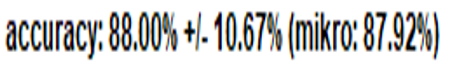 accuracy: 88.00% +/- 10.67% (mikro: 87.92%)